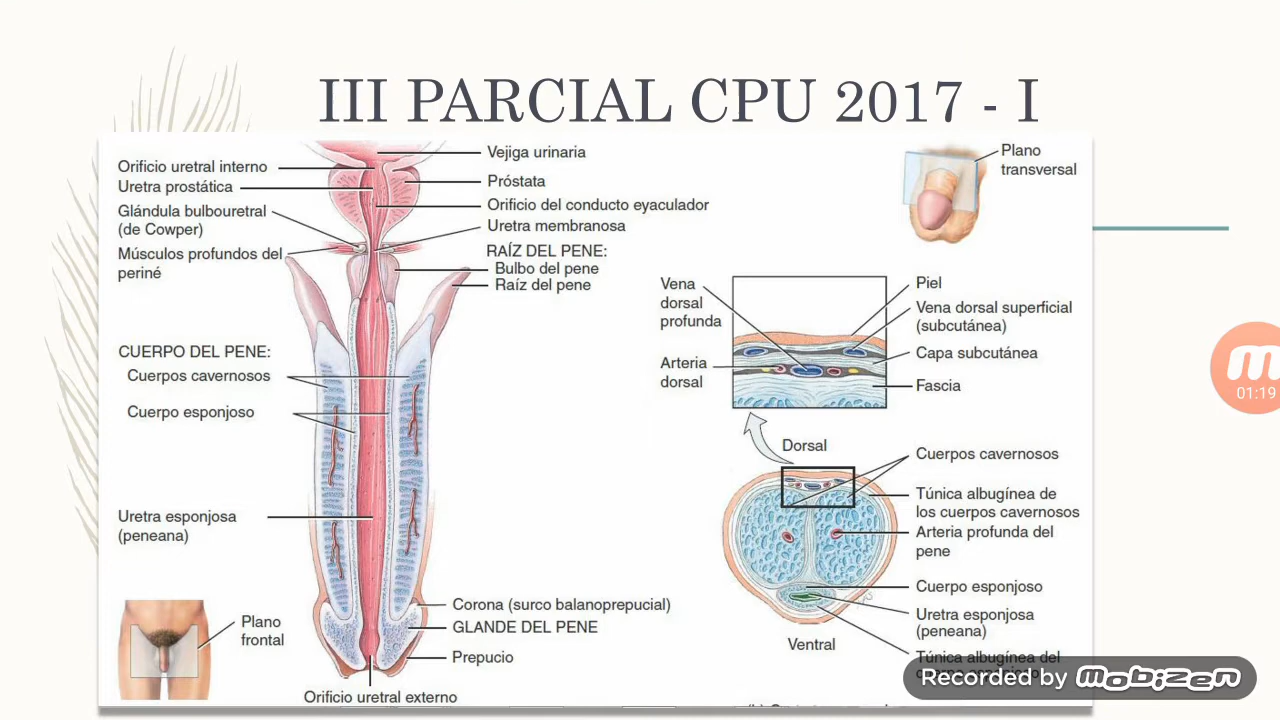 III PARCIAL CPU 2017 - I
Orificio uretral interno
Uretra prostática
Glándula bulbouretral
(de Cowper)
Músculos profundos del
periné
CUERPO DEL PENE:
Cuerpos cavernosos
Cuerpo esponjoso
Uretra esponjosa
(peneana)
Plano
frontal
Vejiga urinaria
Próstata
Orificio del conducto eyaculador
Uretra membranosa
RAÍZ DEL PENE:
Bulbo del pene
Raíz del pene
Corona (surco balanoprepucial)
GLANDE DEL PENE
Prepucio
Orificio uretral externo
Plano
transversal
Vena
dorsal
profunda
Arteria
dorsal
Piel
Vena dorsal superficial
(subcutánea)
Capa subcutánea
Fascia
Dorsal
Cuerpos cavernosos
Túnica albugínea de
los cuerpos cavernosos
Arteria profunda del
pene
Cuerpo esponjoso
Uretra esponjosa
(peneana)
Túnica albugínea del
Ventral
01:19
Recorded by mobizen